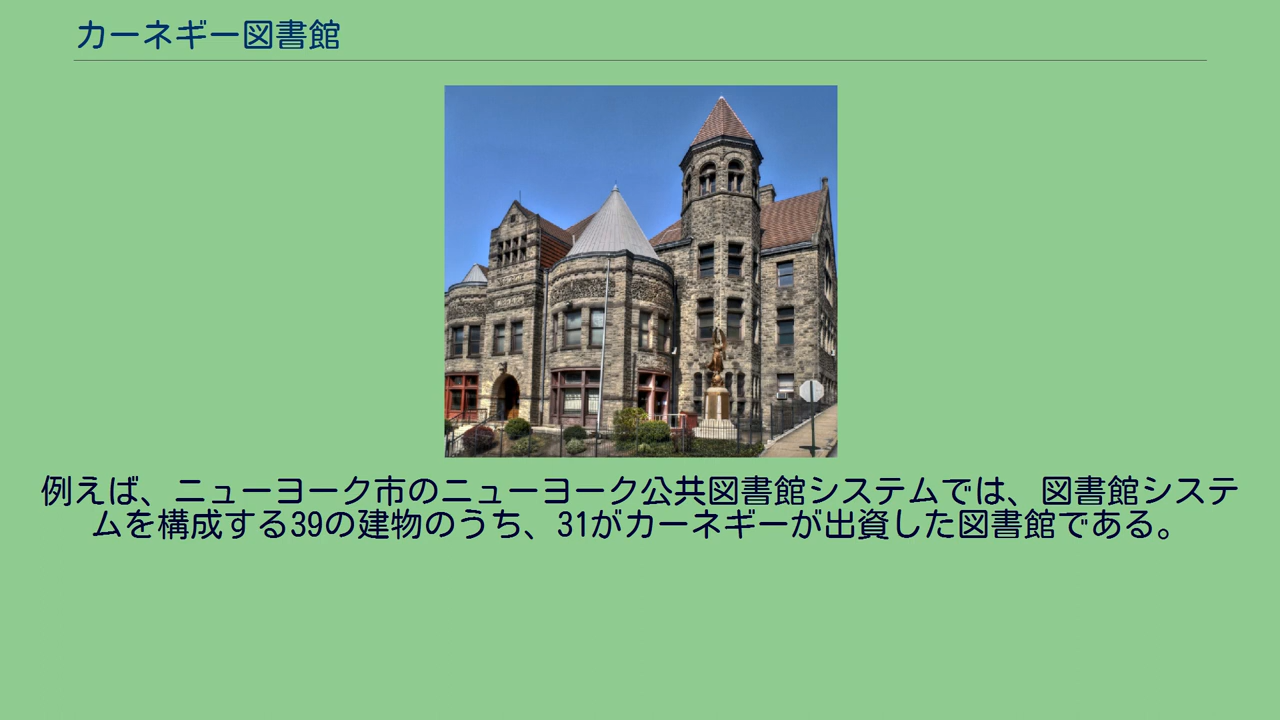 カーネギー図書館
例えば、ニューヨーク市のニューヨーク公共図書館システムでは、図書館システ
ムを構成する39の建物のうち、31がカーネギーが出資した図書館である。